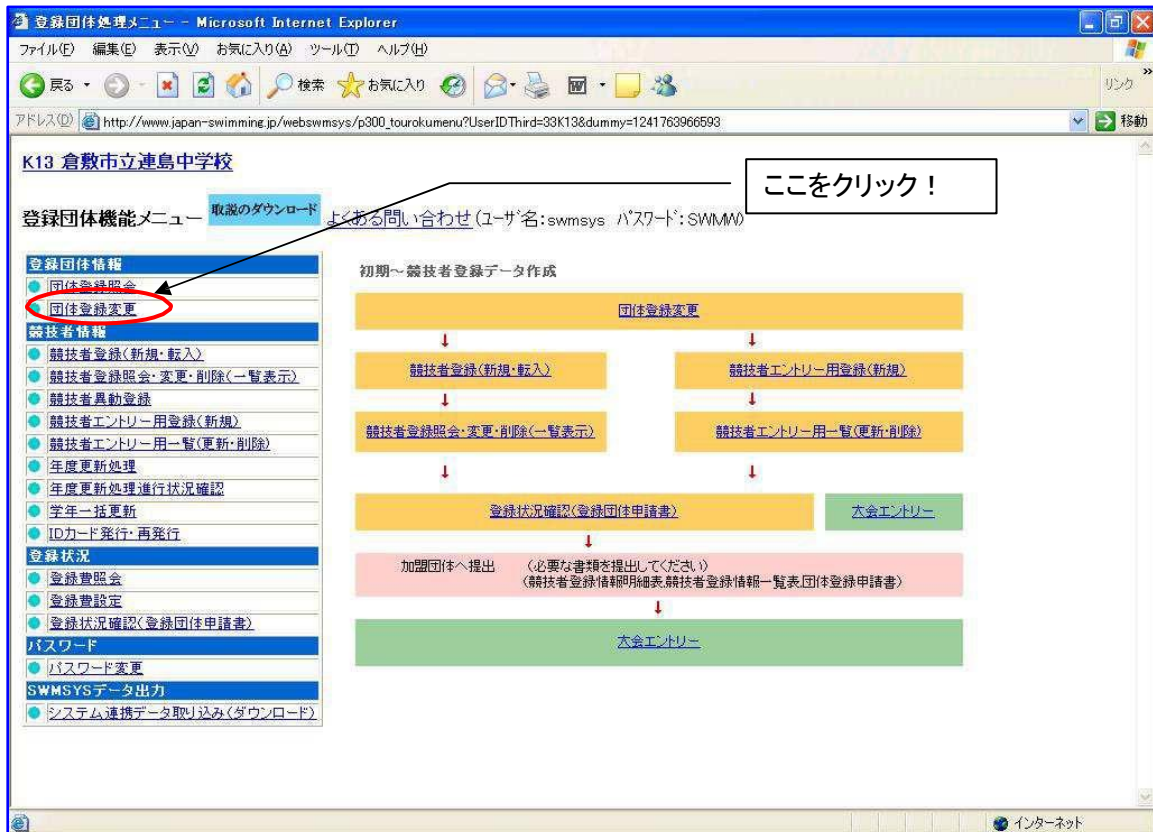 登録団体処理メニュー - Microsoft Internet Explorer
ファイル(F) 編集(E) 表示(V) お気に入り(A) ツール(T) ヘルプ(H)
戻る 検索 お気に入り リンク
アドレス(D) http://www.japan-swimming.jp/webswmsys/p300_tourokumenu?UserIDThird=33K13&dummy=1241763966593 移動
K13 倉敷市立連島中学校
ここをクリック！
登録団体機能メニュー 取説のダウンロード よくある問い合わせ(ユーザ名:swmsys パスワード:SWMW)
登録団体情報
団体登録照会
団体登録変更
競技者情報
競技者登録(新規・転入)
競技者登録照会・変更・削除(一覧表示)
競技者異動登録
競技者エントリー用登録(新規)
競技者エントリー用一覧(更新・削除)
年度更新処理
年度更新処理進行状況確認
学年一括更新
IDカード発行・再発行
登録状況
登録費照会
登録費設定
登録状況確認(登録団体申請書)
パスワード
パスワード変更
SWMSYSデータ出力
システム連携データ取り込み(ダウンロード)
初期～競技者登録データ作成
団体登録変更
↓ ↓
競技者登録(新規・転入) 競技者エントリー用登録(新規)
↓ ↓
競技者登録照会・変更・削除(一覧表示) 競技者エントリー用一覧(更新・削除)
↓ ↓
登録状況確認(登録団体申請書) 大会エントリー
↓
加盟団体へ提出 (必要な書類を提出してください)
(競技者登録情報明細表,競技者登録情報一覧表,団体登録申請書)
↓
大会エントリー
インターネット